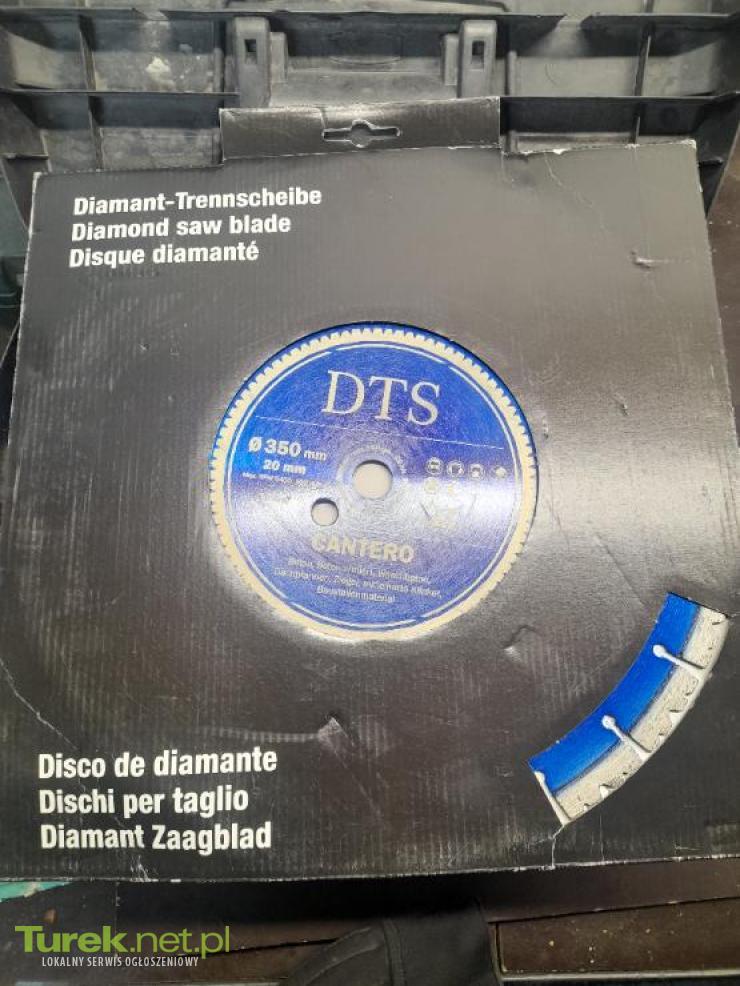 Diamant-Trennscheibe
Diamond saw blade
Disque diamanté
DTS
Ø 350 mm
20 mm
CANTERO
Baustellenmaterial
Disco de diamante
Dischi per taglio
Diamant Zaagblad
Turek.net.pl
LOKALNY SERWIS OGŁOSZENIOWY